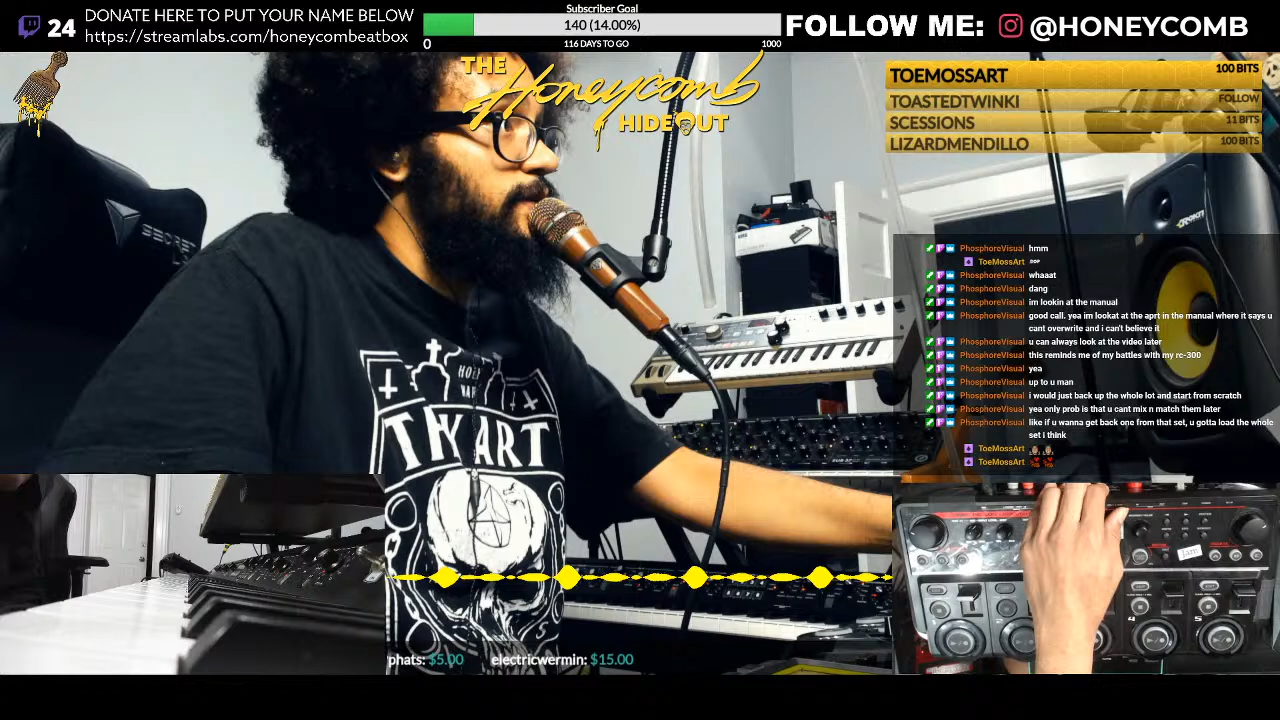 24
DONATE HERE TO PUT YOUR NAME BELOW
https://streamlabs.com/honeycombeatbox
Subscriber Goal
140 (14.00%)
0
116 DAYS TO GO
1000
FOLLOW ME: @HONEYCOMB
THE
Honeycomb
HIDEOUT
TOEMOSSART 100 BITS
TOASTEDTWINKI FOLLOW
SCESSIONS 11 BITS
LIZARDMENDILLO 100 BITS
SECRET
ROKIT
PhosphoreVisual hmm
ToeMossArt
PhosphoreVisual whaaat
PhosphoreVisual dang
PhosphoreVisual im lookin at the manual
PhosphoreVisual good call. yea im lookat at the aprt in the manual where it says u
cant overwrite and i can't believe it
PhosphoreVisual u can always look at the video later
PhosphoreVisual this reminds me of my battles with my rc-300
PhosphoreVisual yea
PhosphoreVisual up to u man
PhosphoreVisual i would just back up the whole lot and start from scratch
PhosphoreVisual yea only prob is that u cant mix n match them later
PhosphoreVisual like if u wanna get back one from that set, u gotta load the whole
set i think
ToeMossArt
ToeMossArt
THY ART
Jam
4
5
phats: $5.00 electricwermin: $15.00